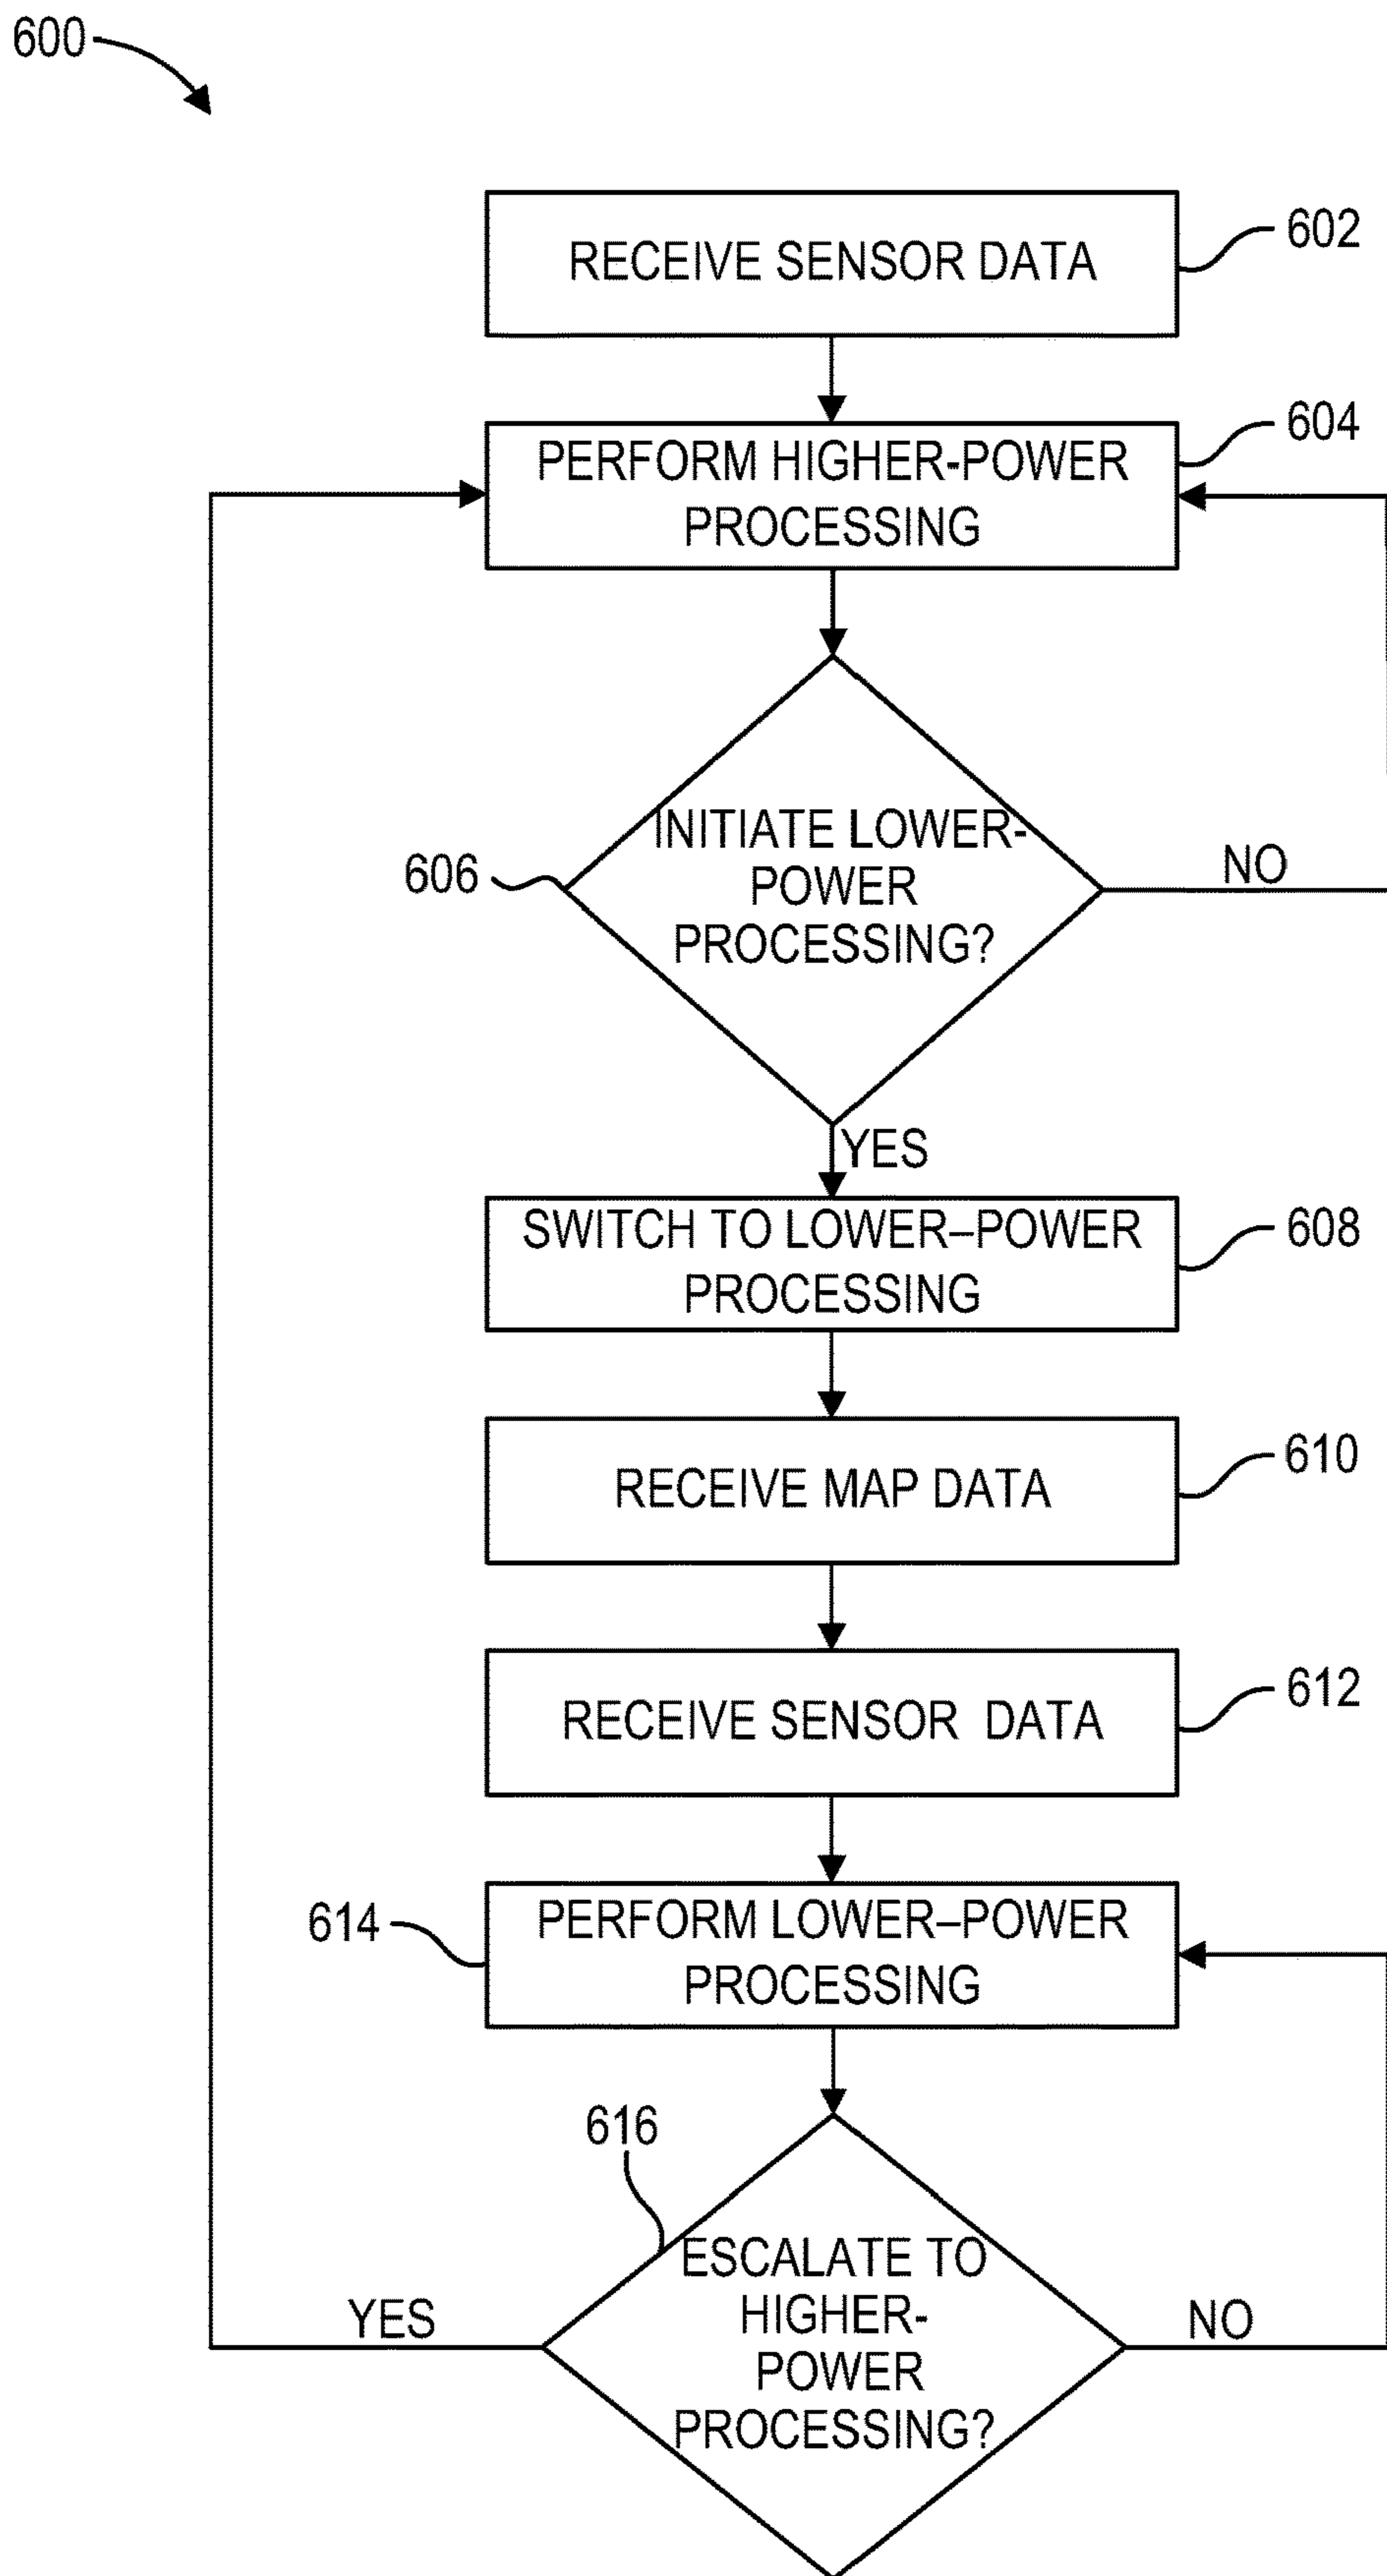 600
RECEIVE SENSOR DATA
602
PERFORM HIGHER-POWER
PROCESSING
604
INITIATE LOWER-
POWER
PROCESSING?
606
NO
YES
SWITCH TO LOWER–POWER
PROCESSING
608
RECEIVE MAP DATA
610
RECEIVE SENSOR DATA
612
PERFORM LOWER–POWER
PROCESSING
614
616
ESCALATE TO
HIGHER-
POWER
PROCESSING?
YES
NO